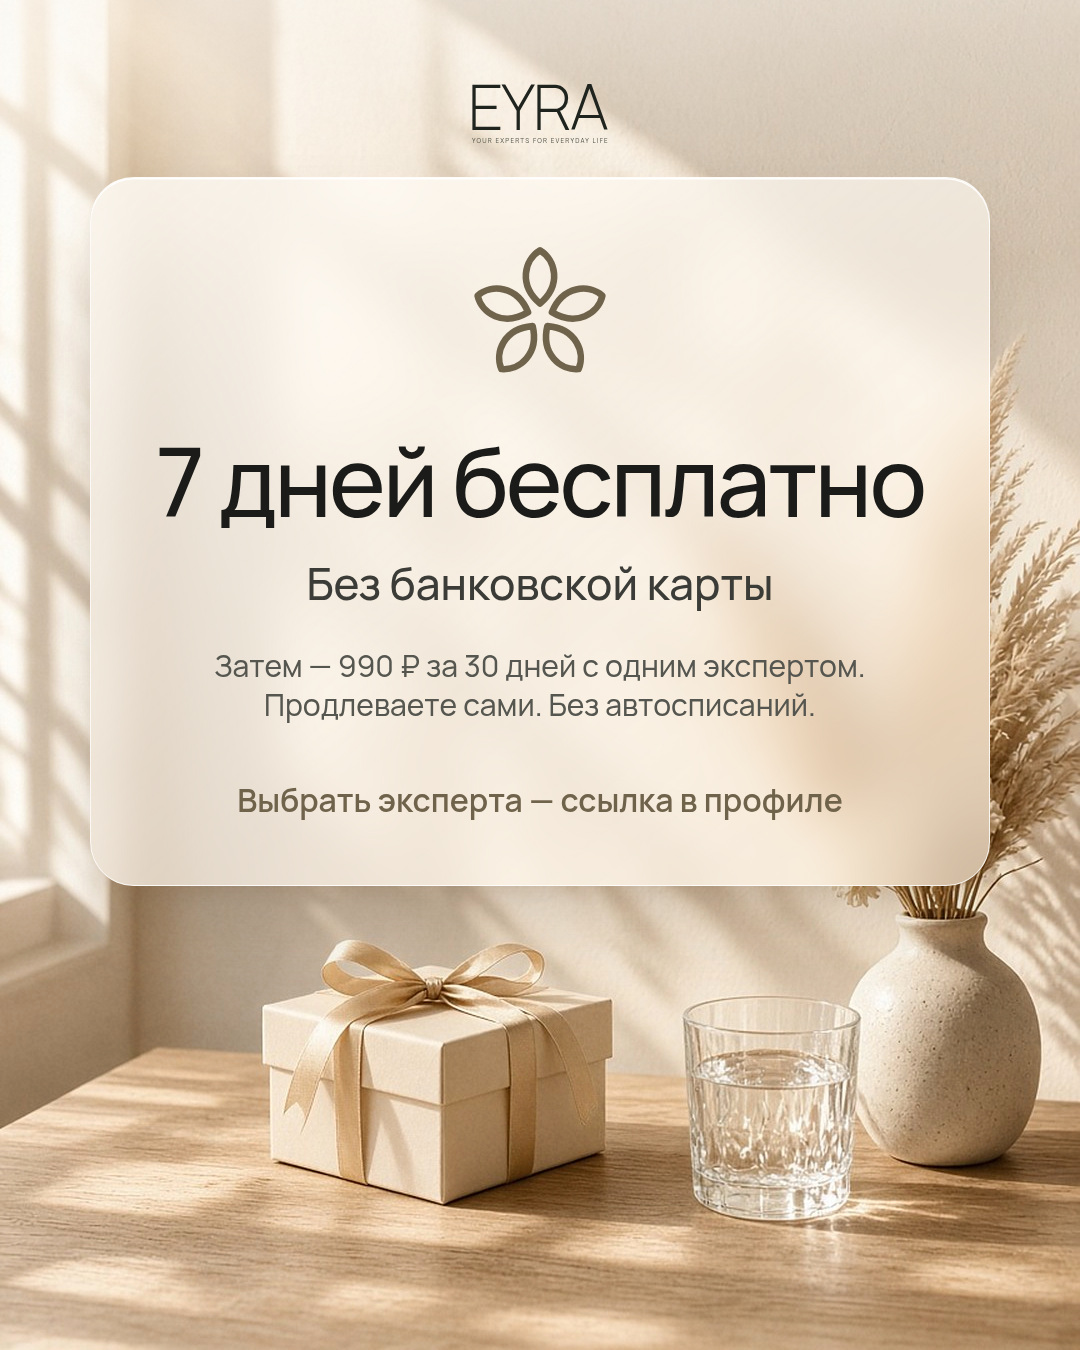 EYRA
YOUR EXPERTS FOR EVERYDAY LIFE
7 дней бесплатно
Без банковской карты
Затем — 990 ₽ за 30 дней с одним экспертом.
Продлеваете сами. Без автосписаний.
Выбрать эксперта — ссылка в профиле